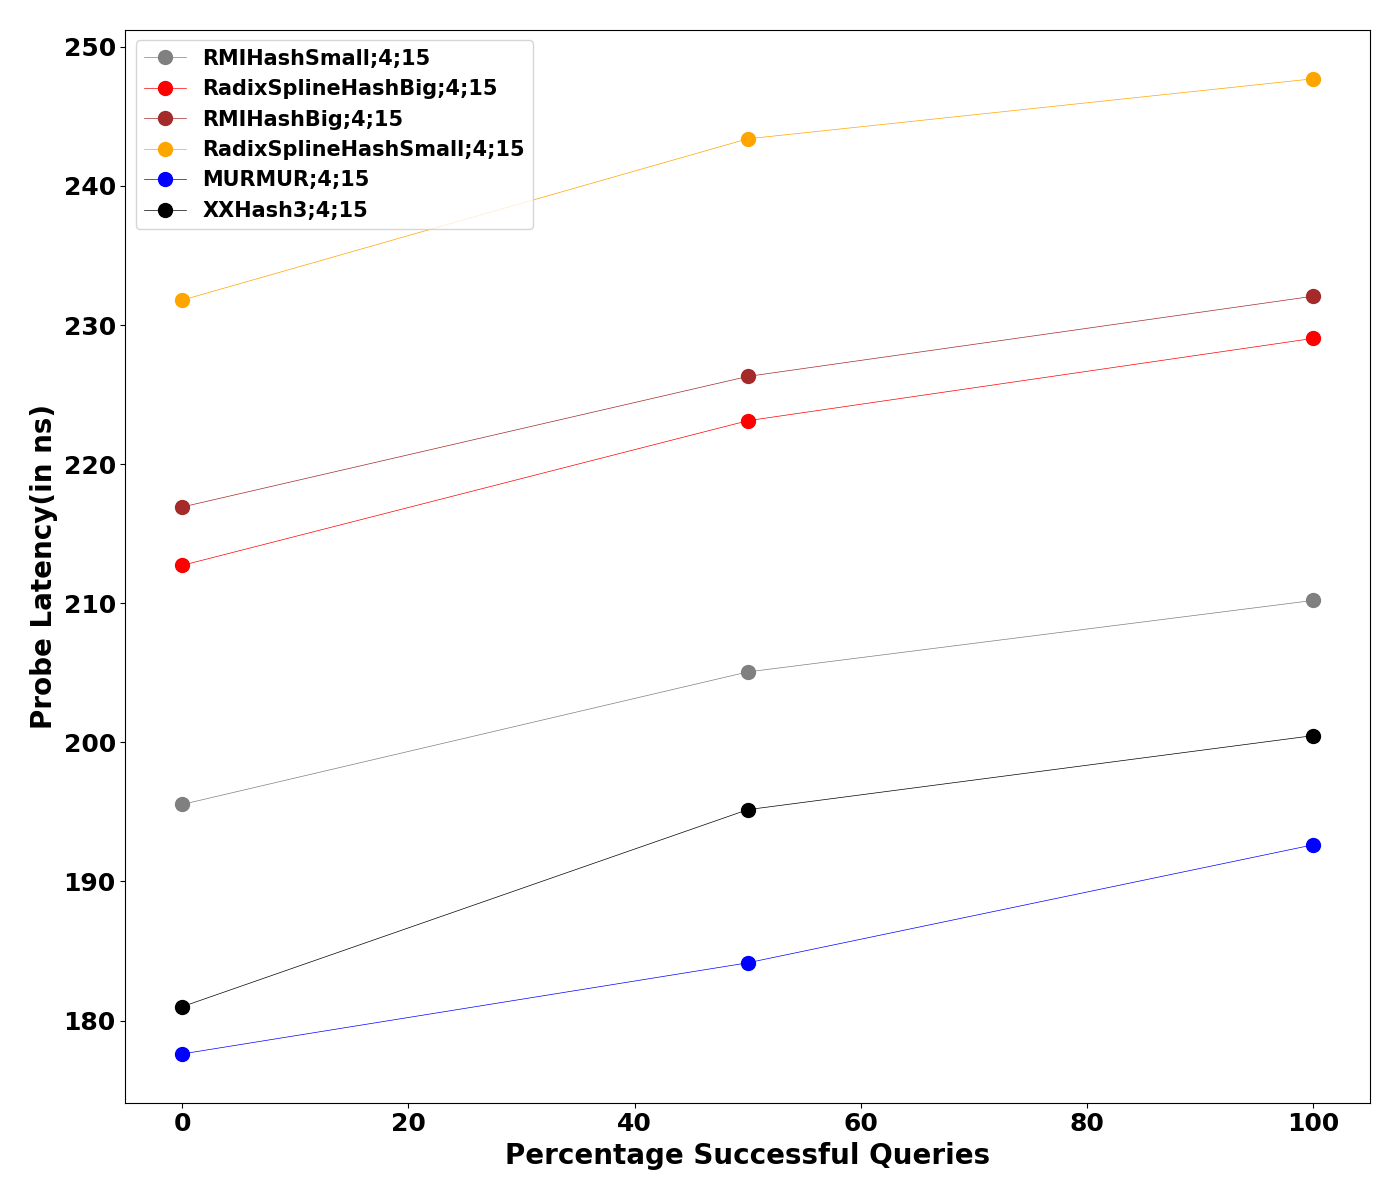 250
240
230
220
210
200
190
180
Probe Latency(in ns)
RMIHashSmall;4;15
RadixSplineHashBig;4;15
RMIHashBig;4;15
RadixSplineHashSmall;4;15
MURMUR;4;15
XXHash3;4;15
0 20 40 60 80 100
Percentage Successful Queries